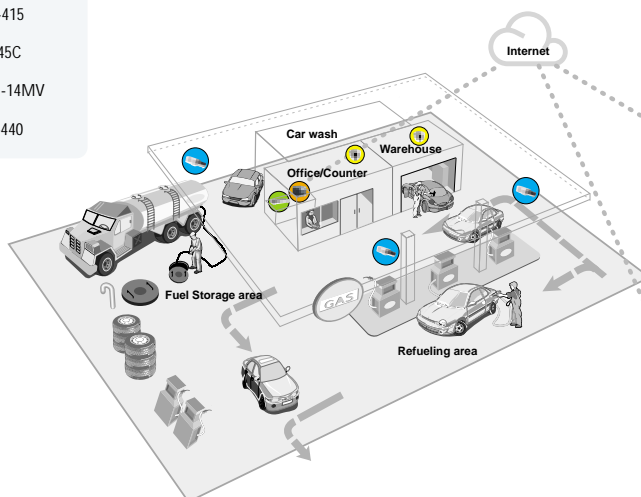 -415
45C
-14MV
440
Internet
Car wash
Warehouse
Office/Counter
Fuel Storage area
GAS
Refueling area